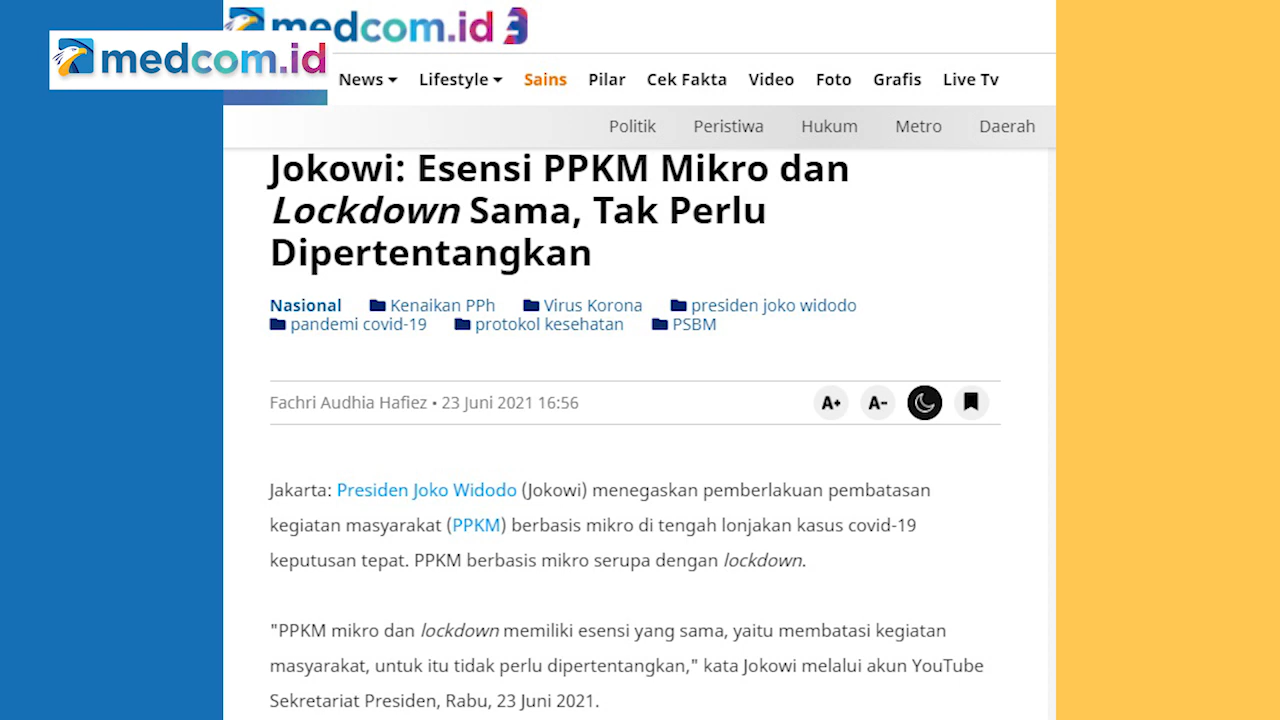 medcom.id
medcom.id
News Lifestyle Sains Pilar Cek Fakta Video Foto Grafis Live Tv
Politik Peristiwa Hukum Metro Daerah
Jokowi: Esensi PPKM Mikro dan
Lockdown Sama, Tak Perlu
Dipertentangkan
Nasional Kenaikan PPh Virus Korona presiden joko widodo
pandemi covid-19 protokol kesehatan PSBM
Fachri Audhia Hafiez • 23 Juni 2021 16:56 A+ A-
Jakarta: Presiden Joko Widodo (Jokowi) menegaskan pemberlakuan pembatasan
kegiatan masyarakat (PPKM) berbasis mikro di tengah lonjakan kasus covid-19
keputusan tepat. PPKM berbasis mikro serupa dengan lockdown.
"PPKM mikro dan lockdown memiliki esensi yang sama, yaitu membatasi kegiatan
masyarakat, untuk itu tidak perlu dipertentangkan," kata Jokowi melalui akun YouTube
Sekretariat Presiden, Rabu, 23 Juni 2021.